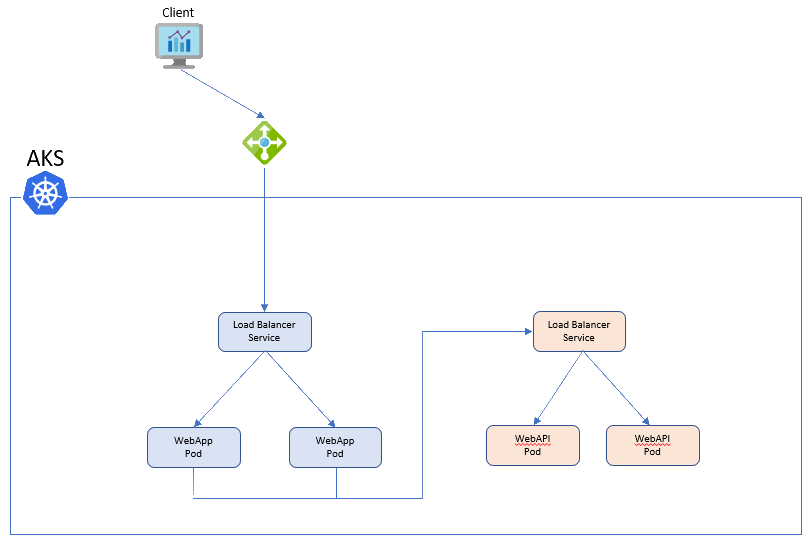 Client
AKS
Load Balancer
Service
Load Balancer
Service
WebApp
Pod
WebApp
Pod
WebAPI
Pod
WebAPI
Pod